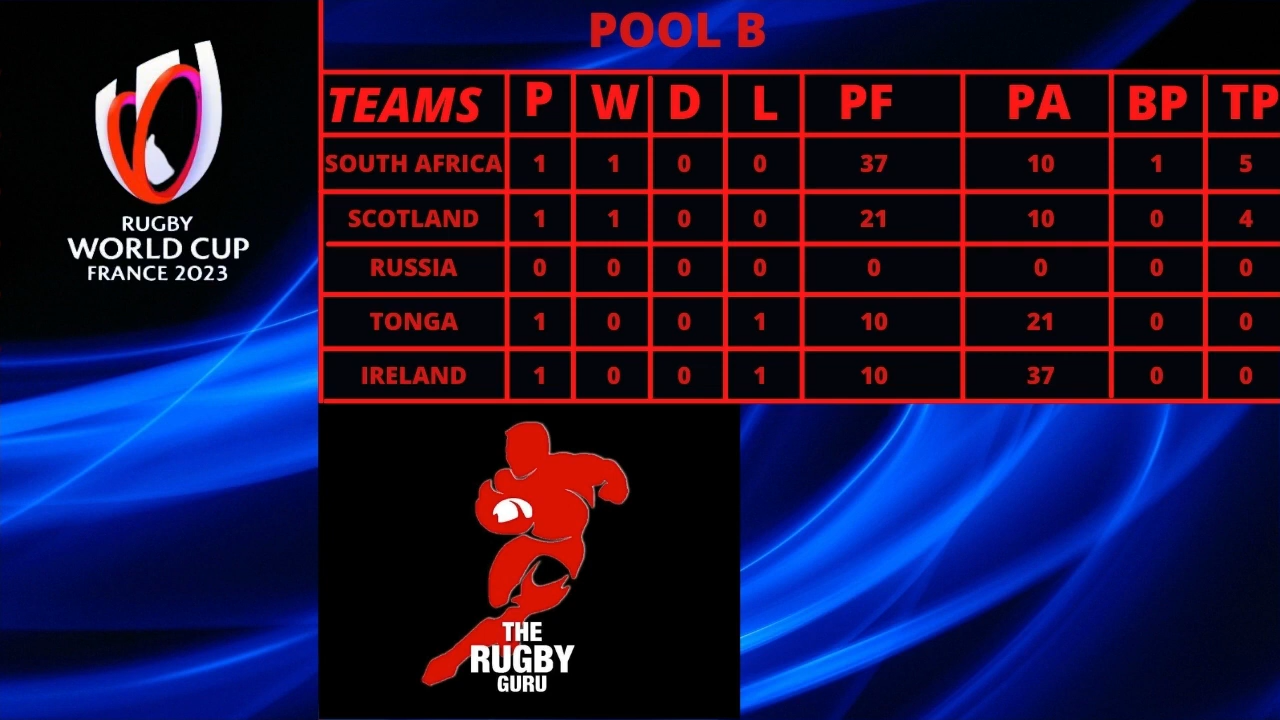 POOL B
TEAMS P W D L PF PA BP TP
SOUTH AFRICA 1 1 0 0 37 10 1 5
SCOTLAND 1 1 0 0 21 10 0 4
RUSSIA 0 0 0 0 0 0 0 0
TONGA 1 0 0 1 10 21 0 0
IRELAND 1 0 0 1 10 37 0 0
RUGBY
WORLD CUP
FRANCE 2023
THE
RUGBY
GURU